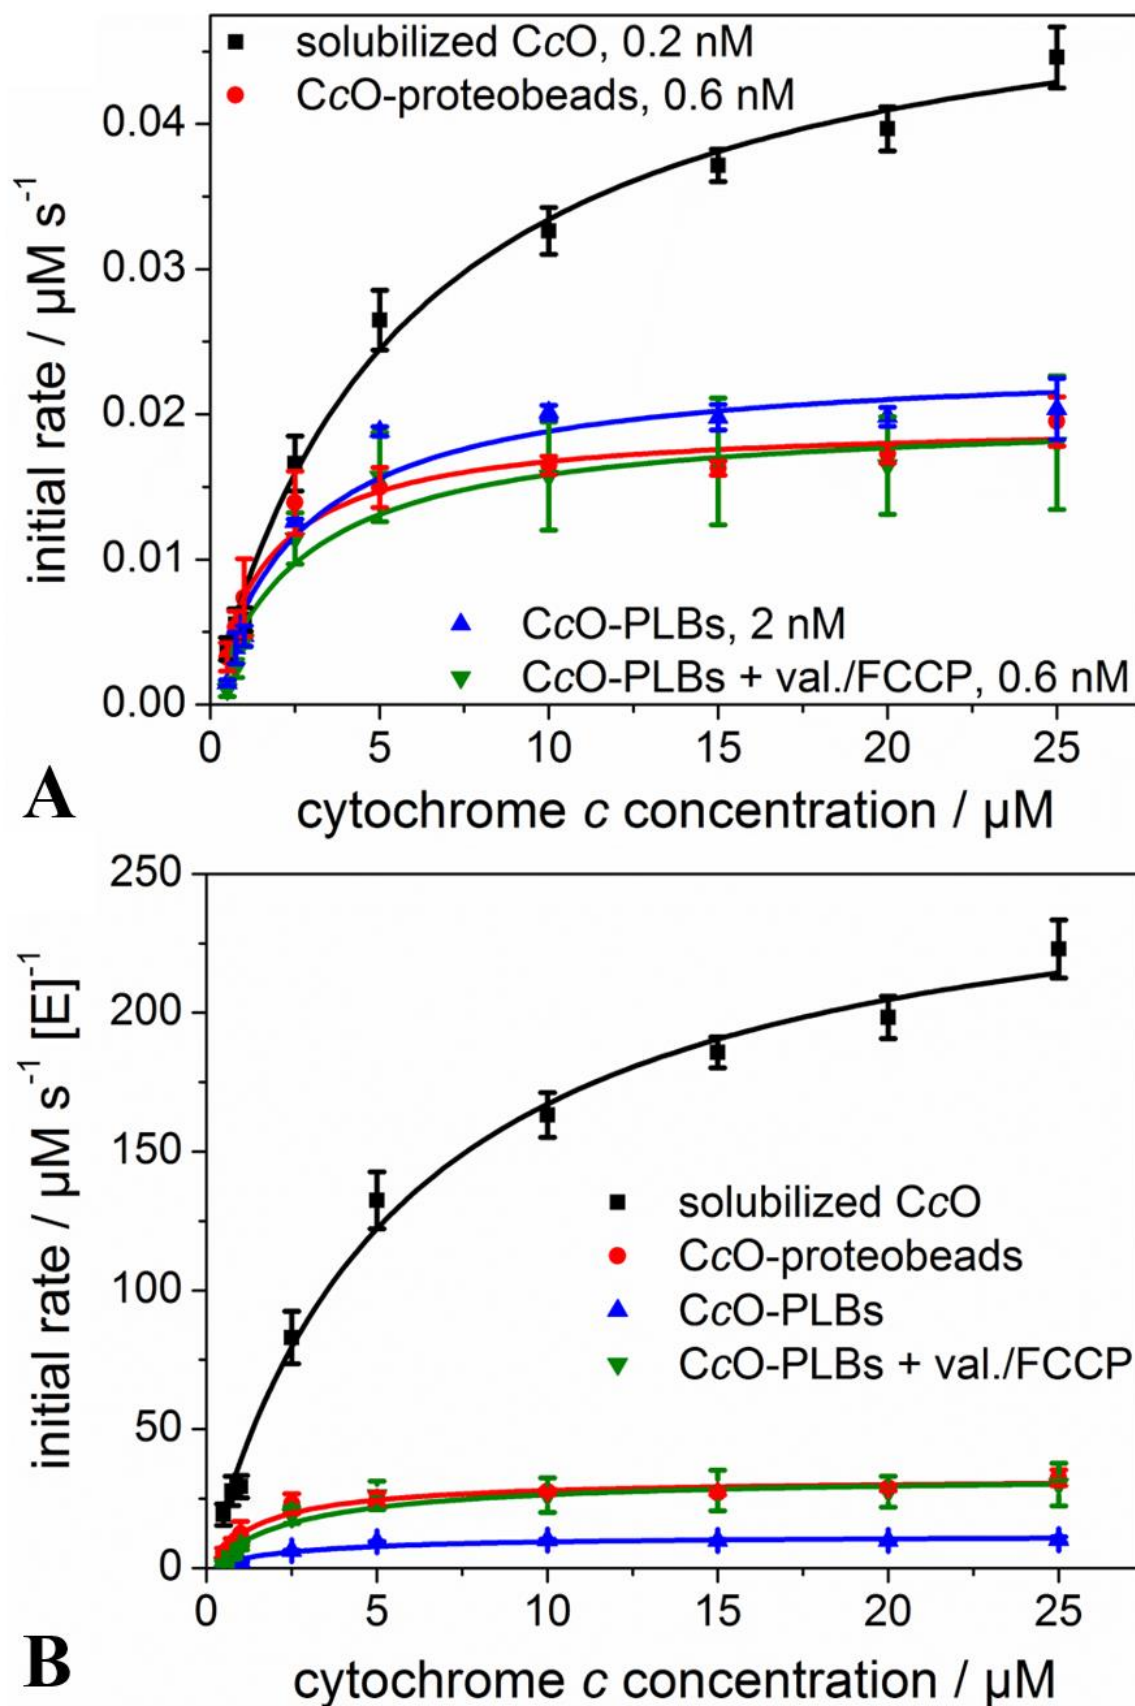 solubilized CcO, 0.2 nM
CcO-proteobeads, 0.6 nM
0.04
0.03
0.02
0.01
0.00
initial rate / µM s⁻¹
CcO-PLBs, 2 nM
CcO-PLBs + val./FCCP, 0.6 nM
0 5 10 15 20 25
A
cytochrome c concentration / µM
250
200
150
100
50
0
initial rate / µM s⁻¹ [E]⁻¹
solubilized CcO
CcO-proteobeads
CcO-PLBs
CcO-PLBs + val./FCCP
0 5 10 15 20 25
B
cytochrome c concentration / µM